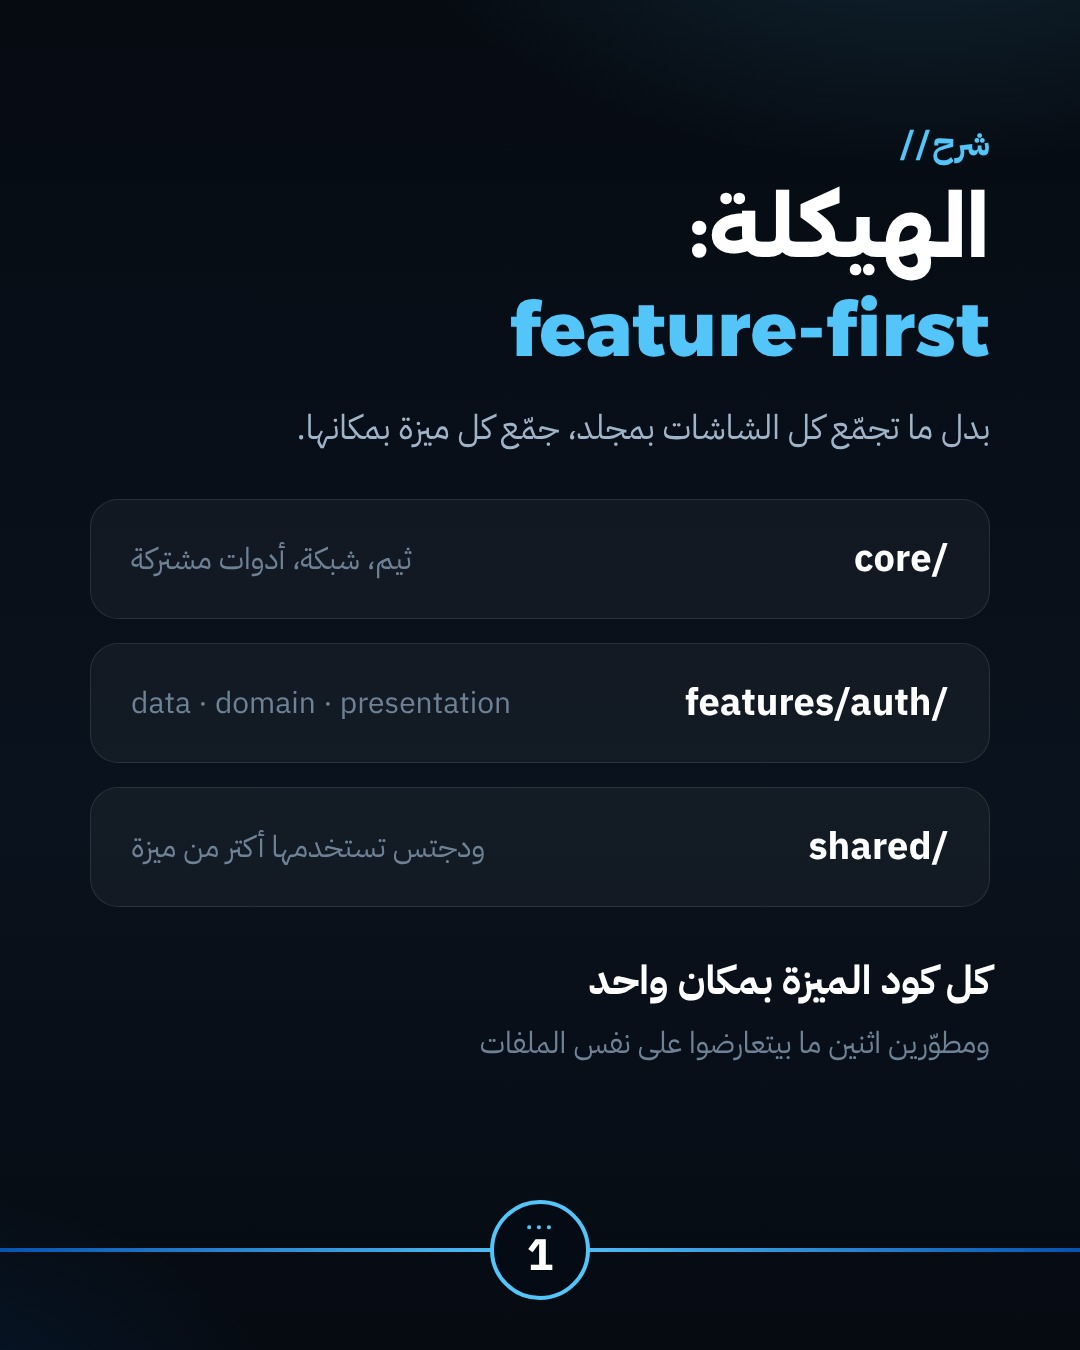 شرح//
الهيكلة:
feature-first
بدل ما تجمّع كل الشاشات بمجلد، جمّع كل ميزة بمكانها.
core/
ثيم، شبكة، أدوات مشتركة
features/auth/
data · domain · presentation
shared/
ودجتس تستخدمها أكتر من ميزة
كل كود الميزة بمكان واحد
ومطوّرين اثنين ما بيتعارضوا على نفس الملفات
...
1